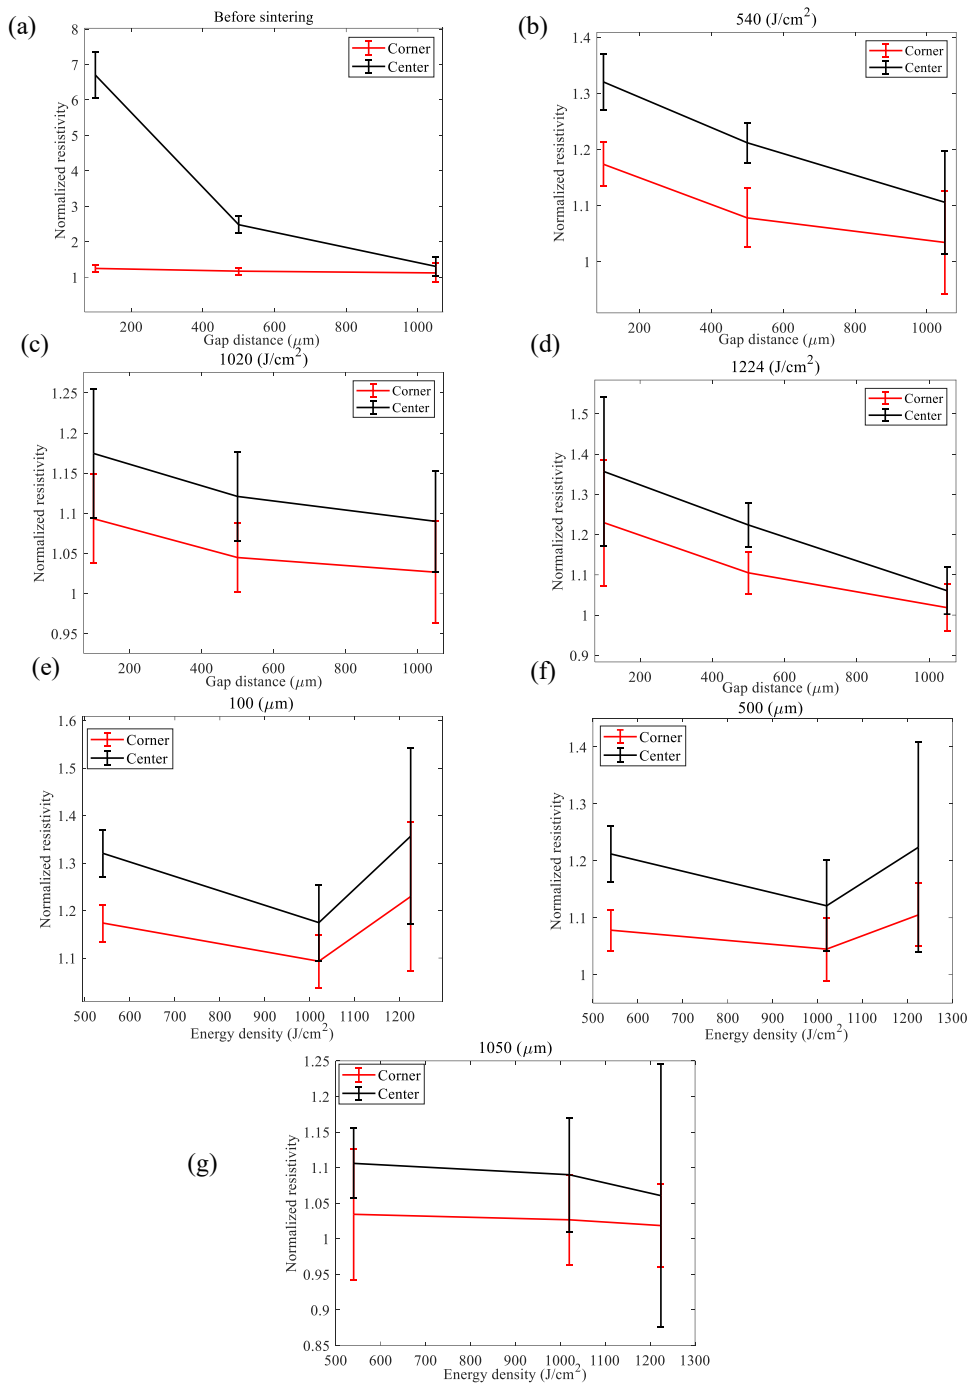 (a)
Before sintering
8
7
6
5
4
3
2
1
Normalized resistivity
Corner
Center
200 400 600 800 1000
Gap distance (μm)
(b)
540 (J/cm²)
1.4
1.3
1.2
1.1
1
Normalized resistivity
Corner
Center
200 400 600 800 1000
Gap distance (μm)
(c)
1020 (J/cm²)
1.25
1.2
1.15
1.1
1.05
1
0.95
Normalized resistivity
Corner
Center
200 400 600 800 1000
Gap distance (μm)
(d)
1224 (J/cm²)
1.5
1.4
1.3
1.2
1.1
1
0.9
Normalized resistivity
Corner
Center
200 400 600 800 1000
Gap distance (μm)
(e)
100 (μm)
1.6
1.5
1.4
1.3
1.2
1.1
Normalized resistivity
Corner
Center
500 600 700 800 900 1000 1100 1200
Energy density (J/cm²)
(f)
500 (μm)
1.4
1.3
1.2
1.1
1
Normalized resistivity
Corner
Center
500 600 700 800 900 1000 1100 1200 1300
Energy density (J/cm²)
(g)
1050 (μm)
1.25
1.2
1.15
1.1
1.05
1
0.95
0.9
0.85
Normalized resistivity
Corner
Center
500 600 700 800 900 1000 1100 1200 1300
Energy density (J/cm²)